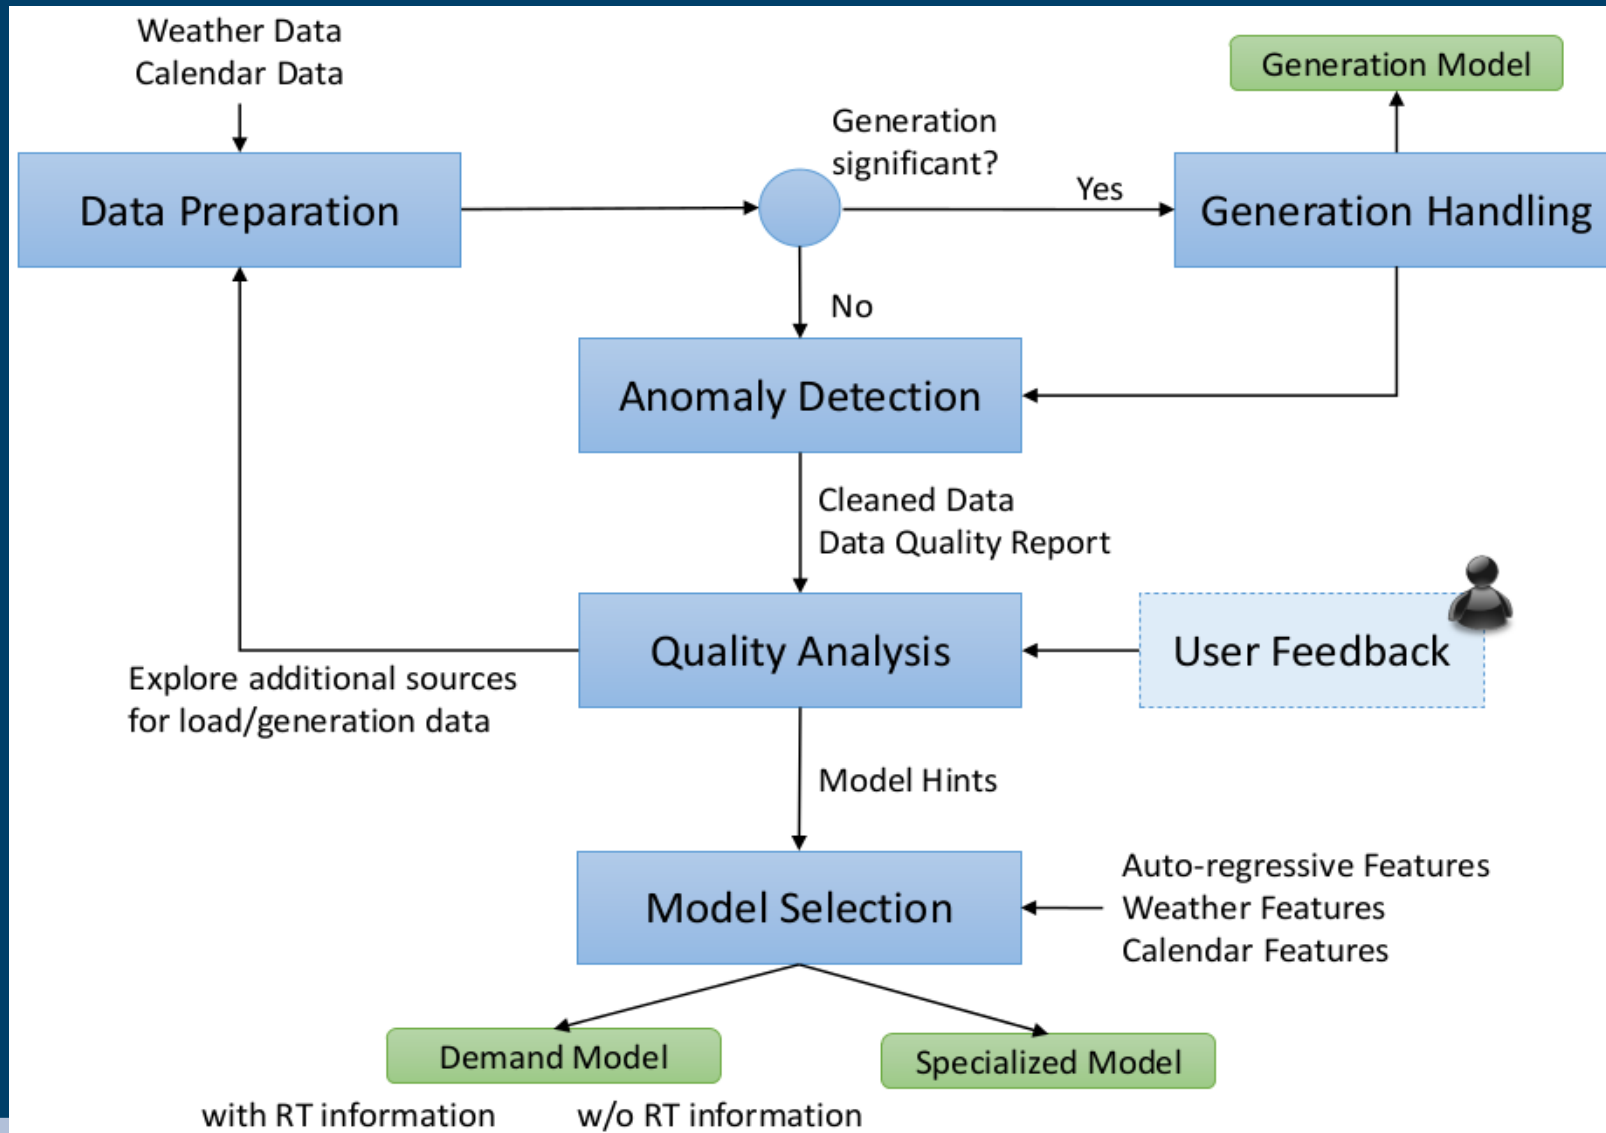 Weather Data
Calendar Data
Generation Model
Generation
significant?
Data Preparation
Yes
Generation Handling
No
Anomaly Detection
Cleaned Data
Data Quality Report
Quality Analysis
User Feedback
Explore additional sources
for load/generation data
Model Hints
Model Selection
Auto-regressive Features
Weather Features
Calendar Features
Demand Model
Specialized Model
with RT information
w/o RT information